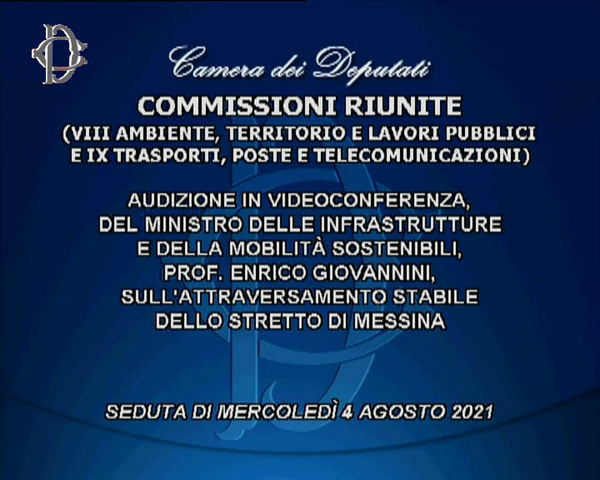 Camera dei Deputati
COMMISSIONI RIUNITE
(VIII AMBIENTE, TERRITORIO E LAVORI PUBBLICI
E IX TRASPORTI, POSTE E TELECOMUNICAZIONI)
AUDIZIONE IN VIDEOCONFERENZA,
DEL MINISTRO DELLE INFRASTRUTTURE
E DELLA MOBILITÀ SOSTENIBILI,
PROF. ENRICO GIOVANNINI,
SULL'ATTRAVERSAMENTO STABILE
DELLO STRETTO DI MESSINA
SEDUTA DI MERCOLEDÌ 4 AGOSTO 2021